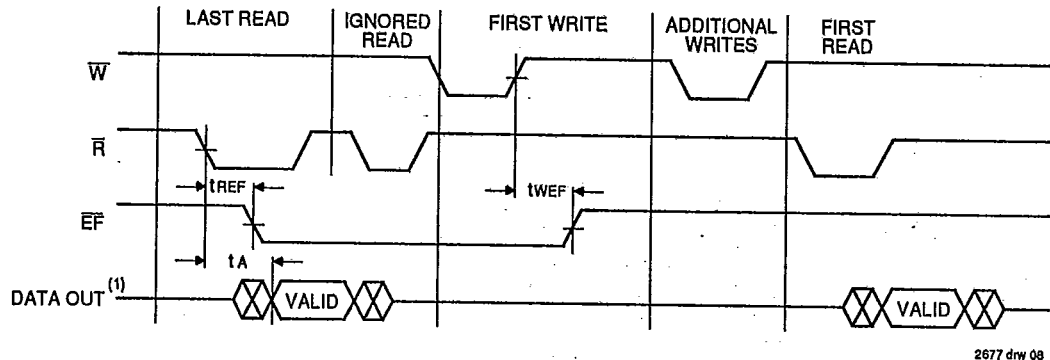 LAST READ
IGNORED
READ
FIRST WRITE
ADDITIONAL
WRITES
FIRST
READ
W̅
R̅
tREF
tWEF
E̅F̅
tA
DATA OUT (1)
VALID
VALID
2677 drw 08